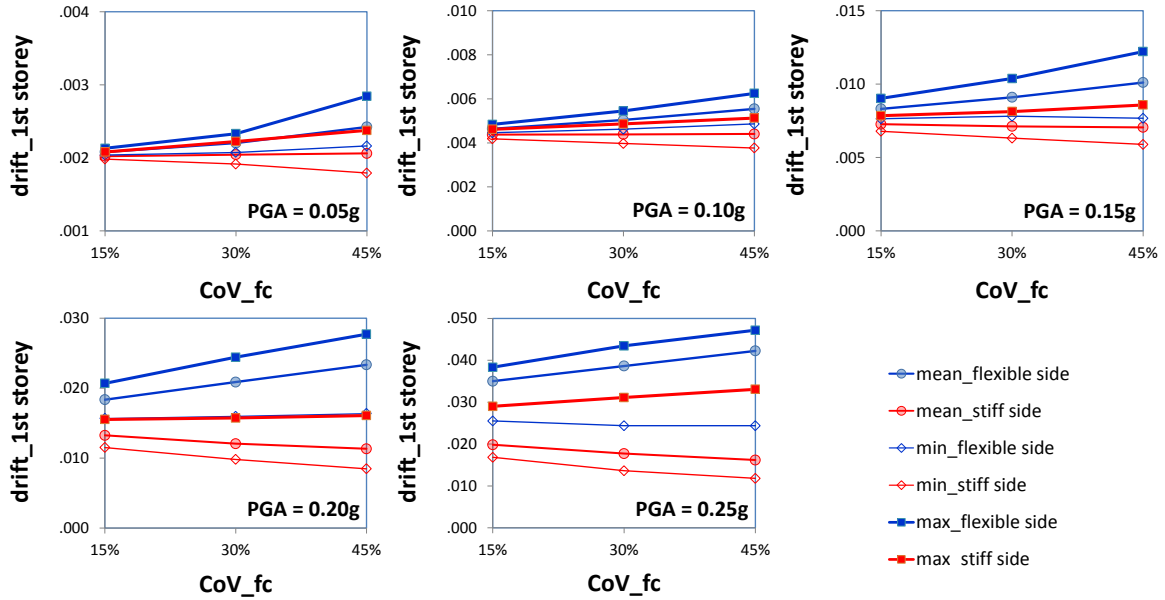 .004
.003
.002
.001
drift_1st storey
PGA = 0.05g
15% 30% 45%
CoV_fc
.010
.008
.006
.004
.002
.000
drift_1st storey
PGA = 0.10g
15% 30% 45%
CoV_fc
.015
.010
.005
.000
drift_1st storey
PGA = 0.15g
15% 30% 45%
CoV_fc
.030
.020
.010
.000
drift_1st storey
PGA = 0.20g
15% 30% 45%
CoV_fc
.050
.040
.030
.020
.010
.000
drift_1st storey
PGA = 0.25g
15% 30% 45%
CoV_fc
mean_flexible side
mean_stiff side
min_flexible side
min_stiff side
max_flexible side
max stiff side